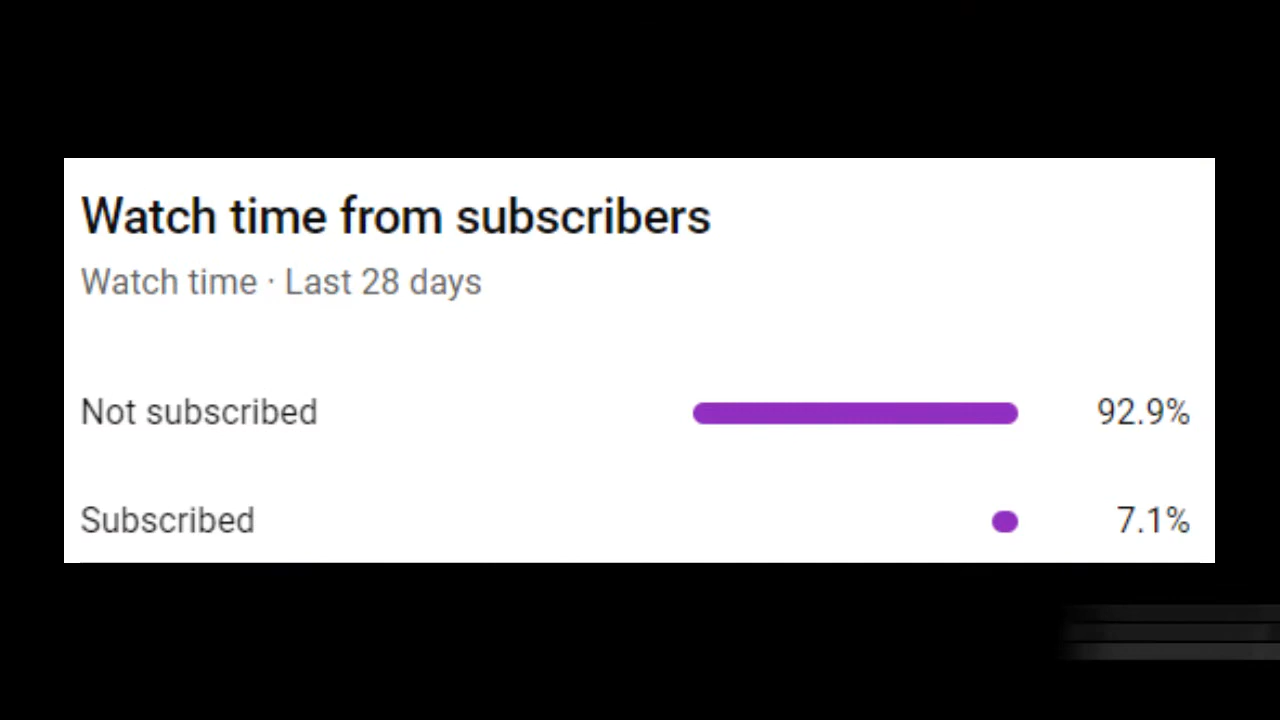 Watch time from subscribers
Watch time · Last 28 days
Not subscribed 92.9%
Subscribed 7.1%